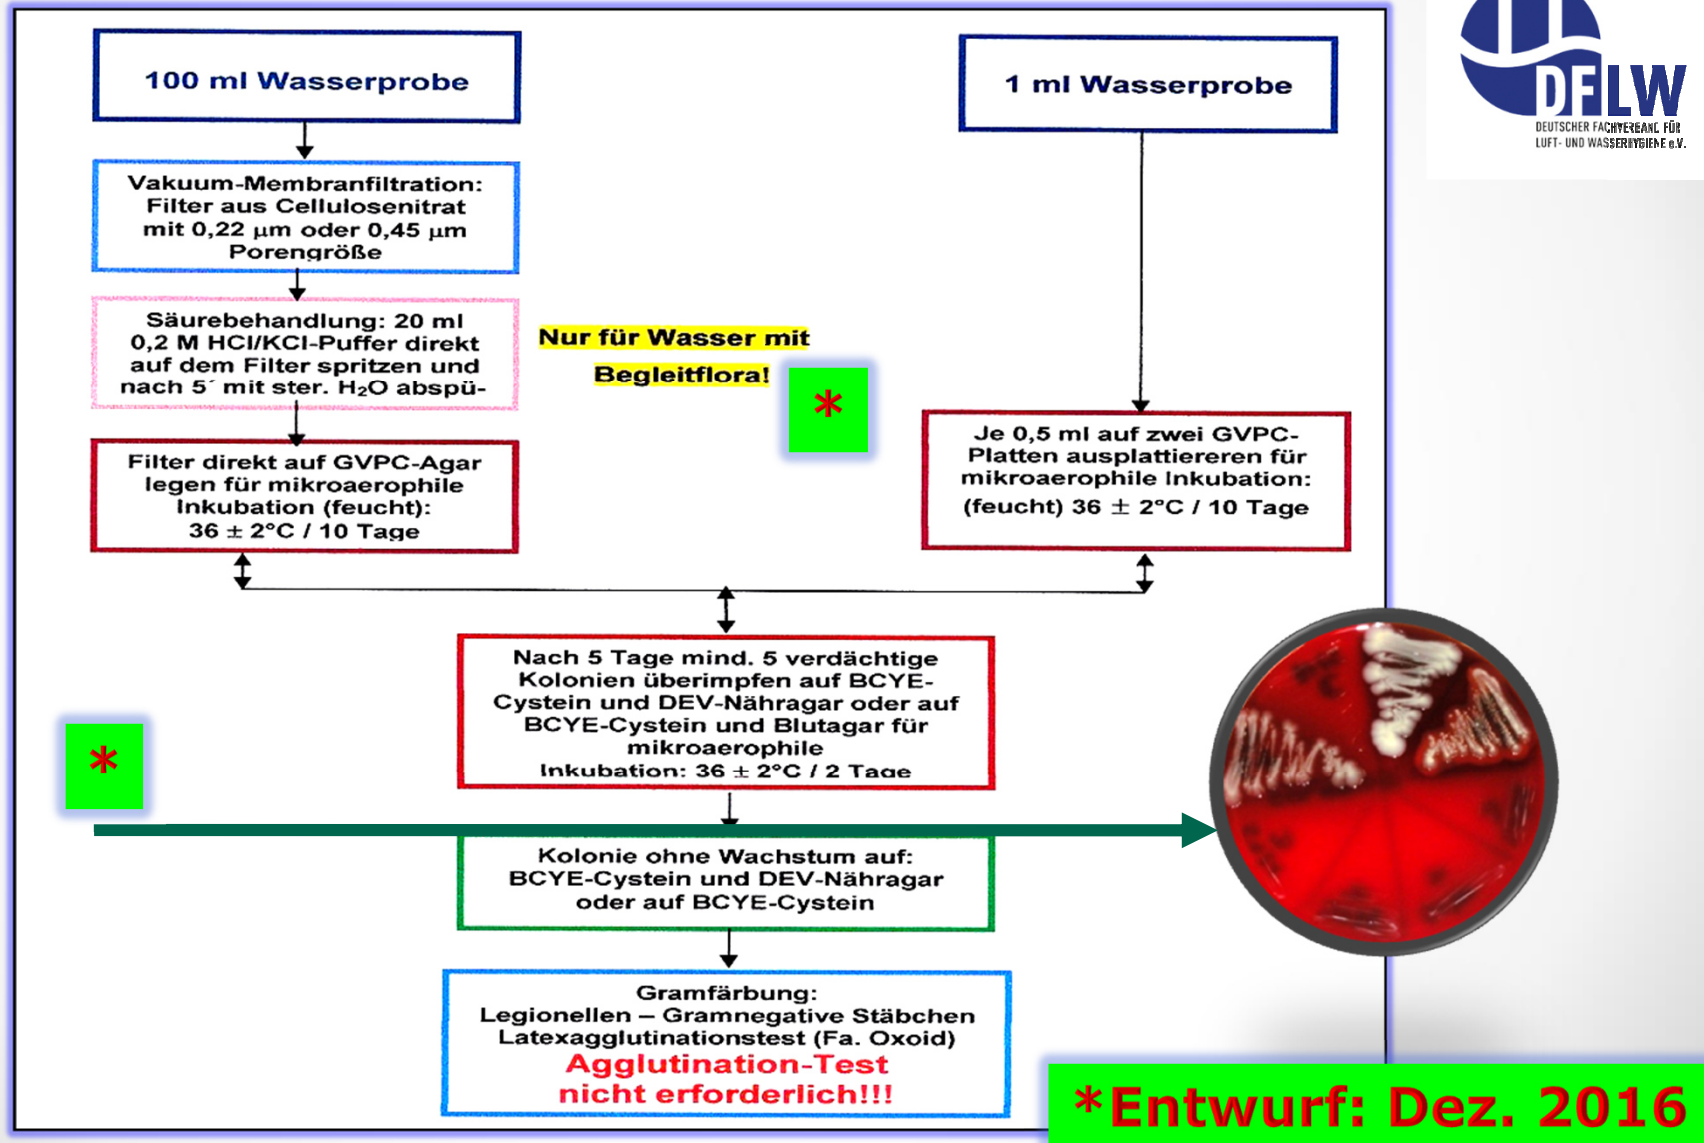 100 ml Wasserprobe
Vakuum-Membranfiltration:
Filter aus Cellulosenitrat
mit 0,22 µm oder 0,45 µm
Porengröße
Säurebehandlung: 20 ml
0,2 M HCl/KCl-Puffer direkt
auf dem Filter spritzen und
nach 5´ mit ster. H₂O abspü-
Nur für Wasser mit
Begleitflora!
*
Filter direkt auf GVPC-Agar
legen für mikroaerophile
Inkubation (feucht):
36 ± 2°C / 10 Tage
1 ml Wasserprobe
Je 0,5 ml auf zwei GVPC-
Platten ausplattiereren für
mikroaerophile Inkubation:
(feucht) 36 ± 2°C / 10 Tage
Nach 5 Tage mind. 5 verdächtige
Kolonien überimpfen auf BCYE-
Cystein und DEV-Nähragar oder auf
BCYE-Cystein und Blutagar für
mikroaerophile
Inkubation: 36 ± 2°C / 2 Tage
*
Kolonie ohne Wachstum auf:
BCYE-Cystein und DEV-Nähragar
oder auf BCYE-Cystein
Gramfärbung:
Legionellen – Gramnegative Stäbchen
Latexagglutinationstest (Fa. Oxoid)
Agglutination-Test
nicht erforderlich!!!
*Entwurf: Dez. 2016
DFLW
DEUTSCHER FACHVERBAND FÜR
LUFT- UND WASSERHYGIENE e.V.